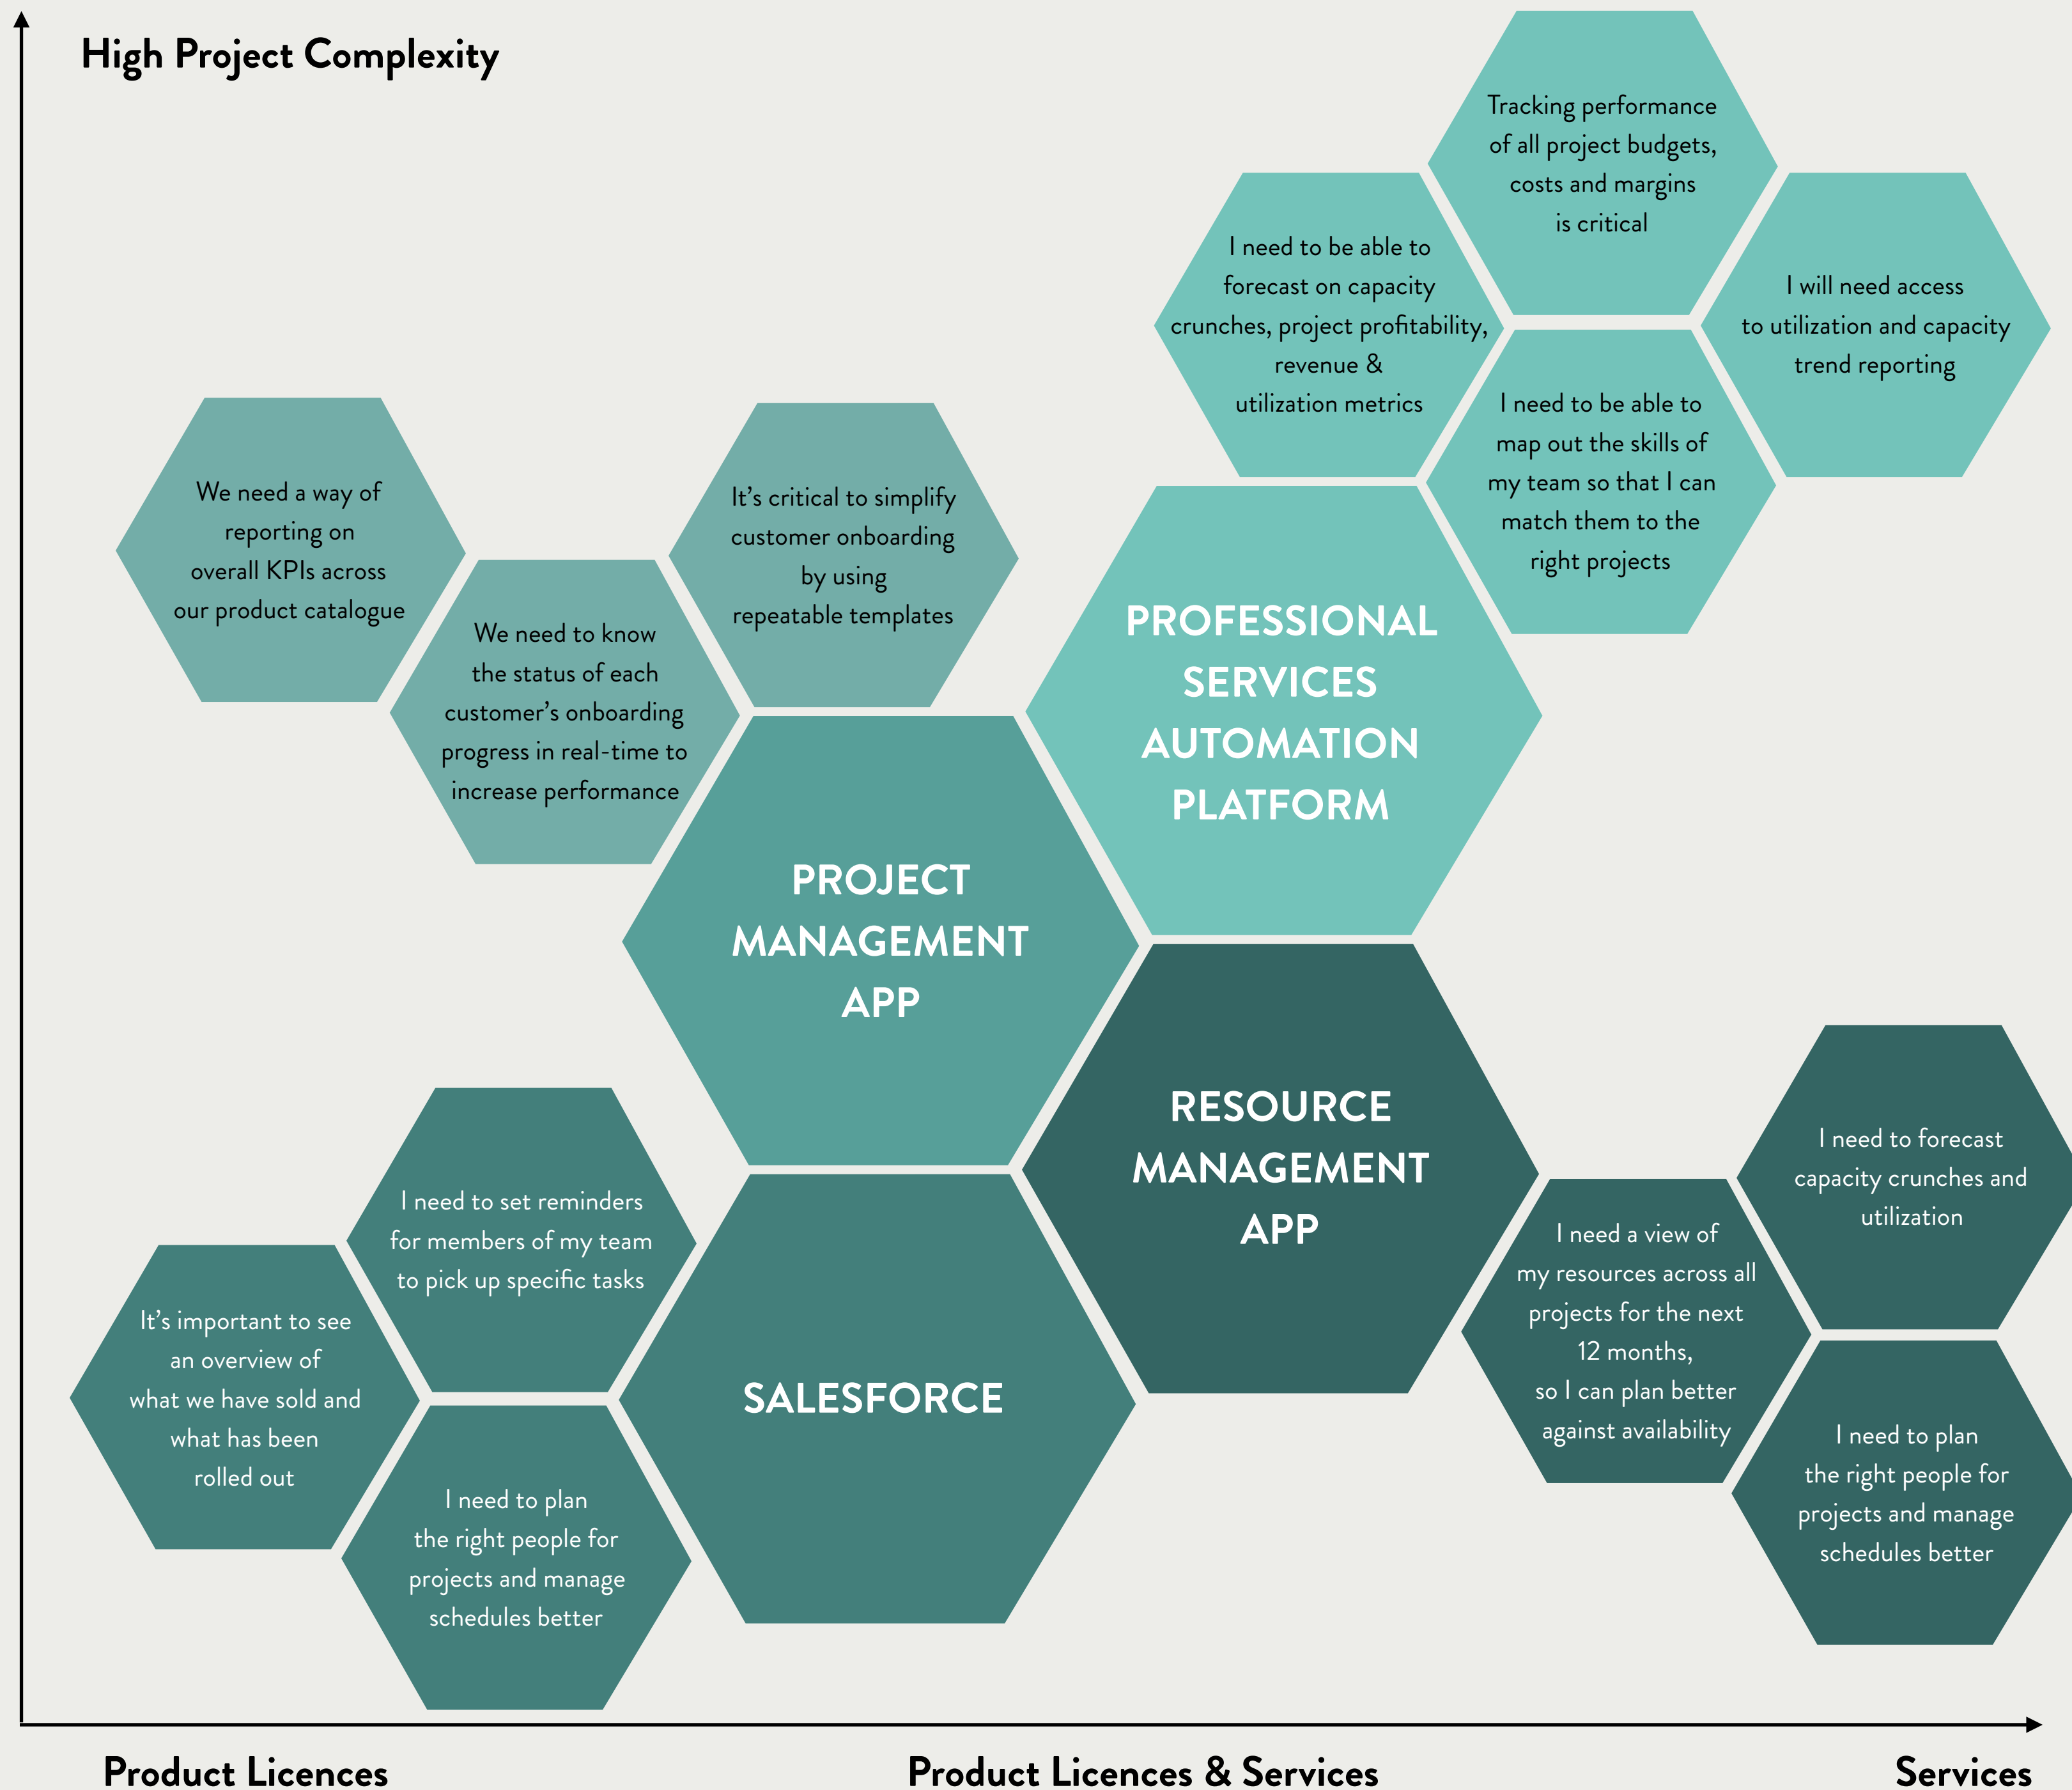 High Project Complexity
Tracking performance
of all project budgets,
costs and margins
is critical
I need to be able to
forecast on capacity
crunches, project profitability,
revenue &
utilization metrics
I will need access
to utilization and capacity
trend reporting
I need to be able to
map out the skills of
my team so that I can
match them to the
right projects
We need a way of
reporting on
overall KPIs across
our product catalogue
It’s critical to simplify
customer onboarding
by using
repeatable templates
We need to know
the status of each
customer’s onboarding
progress in real-time to
increase performance
PROFESSIONAL
SERVICES
AUTOMATION
PLATFORM
PROJECT
MANAGEMENT
APP
RESOURCE
MANAGEMENT
APP
I need to forecast
capacity crunches and
utilization
I need a view of
my resources across all
projects for the next
12 months,
so I can plan better
against availability
I need to plan
the right people for
projects and manage
schedules better
I need to set reminders
for members of my team
to pick up specific tasks
It’s important to see
an overview of
what we have sold and
what has been
rolled out
SALESFORCE
I need to plan
the right people for
projects and manage
schedules better
Product Licences
Product Licences & Services
Services